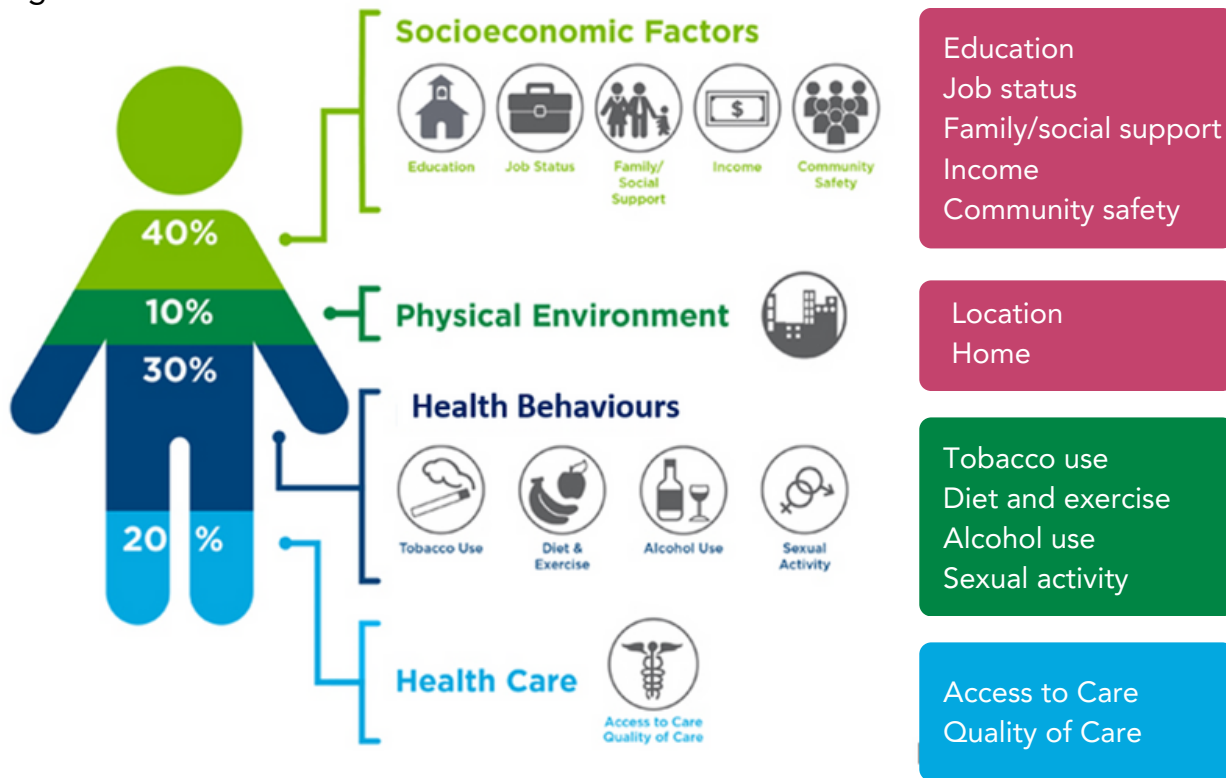 g
Socioeconomic Factors
$
Education
Job Status
Family/
Social
Support
Income
Community
Safety
40%
10%
Physical Environment
30%
Health Behaviours
Tobacco Use
Diet &
Exercise
Alcohol Use
Sexual
Activity
20 %
Health Care
Access to Care
Quality of Care
Education
Job status
Family/social support
Income
Community safety
Location
Home
Tobacco use
Diet and exercise
Alcohol use
Sexual activity
Access to Care
Quality of Care